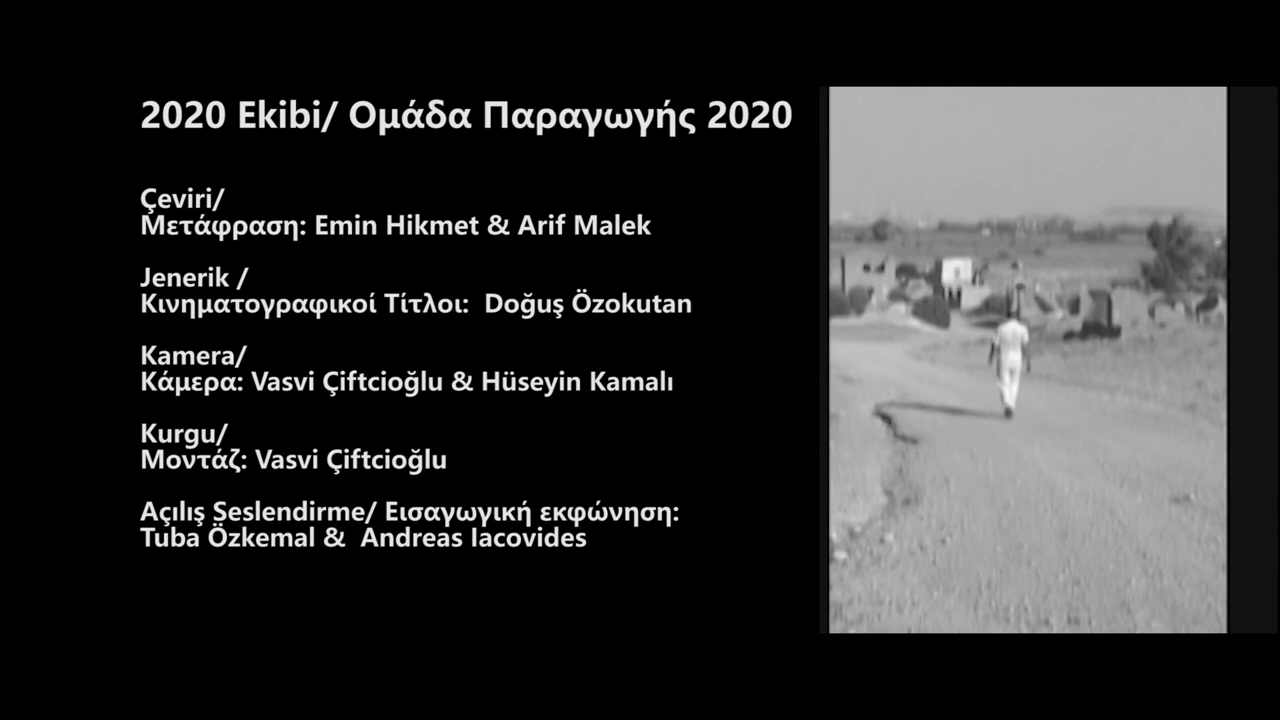 2020 Ekibi/ Ομάδα Παραγωγής 2020
Çeviri/
Μετάφραση: Emin Hikmet & Arif Malek
Jenerik /
Κινηματογραφικοί Τίτλοι:  Doğuş Özokutan
Kamera/
Κάμερα: Vasvi Çiftcioğlu & Hüseyin Kamalı
Kurgu/
Μοντάζ: Vasvi Çiftcioğlu
Açılış Seslendirme/ Εισαγωγική εκφώνηση:
Tuba Özkemal &  Andreas Iacovides